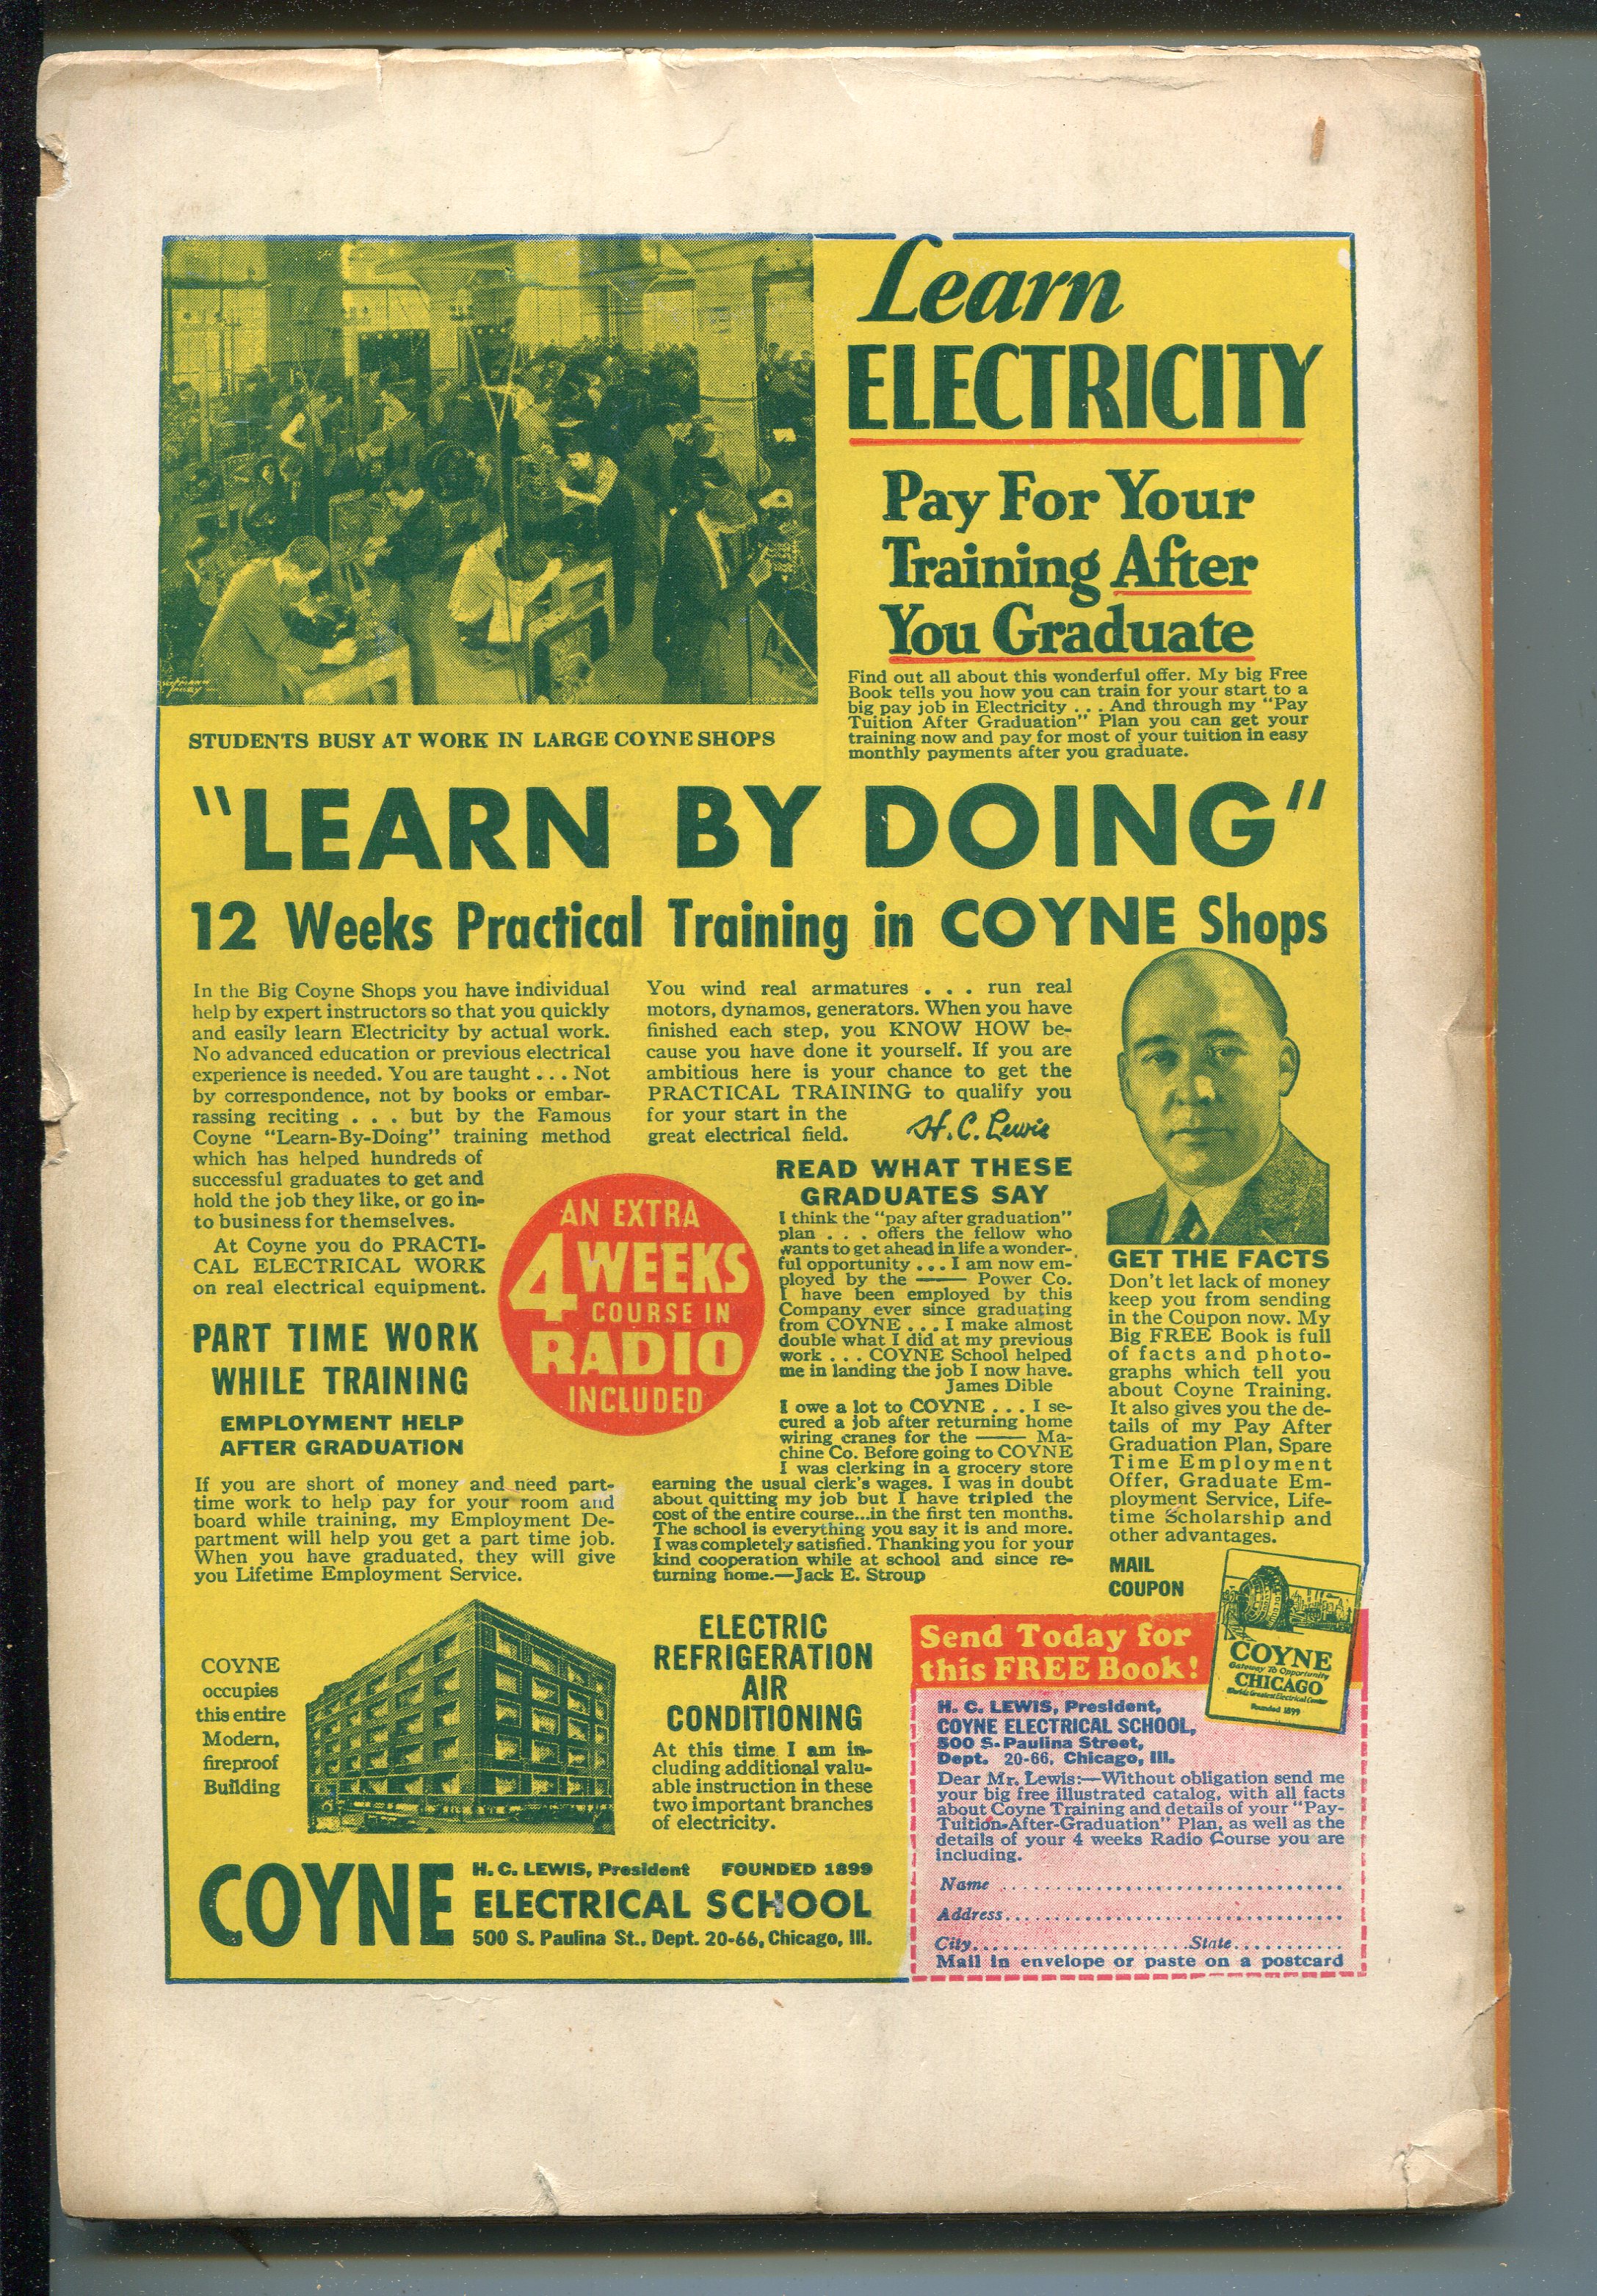 Learn
ELECTRICITY
Pay For Your
Training After
You Graduate
Find out all about this wonderful offer. My big Free
Book tells you how you can train for your start to a
big pay job in Electricity . . . And through my "Pay
Tuition After Graduation" Plan you can get your
training now and pay for most of your tuition in easy
monthly payments after you graduate.
STUDENTS BUSY AT WORK IN LARGE COYNE SHOPS
"LEARN BY DOING"
12 Weeks Practical Training in COYNE Shops
In the Big Coyne Shops you have individual
help by expert instructors so that you quickly
and easily learn Electricity by actual work.
No advanced education or previous electrical
experience is needed. You are taught . . . Not
by correspondence, not by books or embar-
rassing reciting . . . but by the Famous
Coyne "Learn-By-Doing" training method
which has helped hundreds of
successful graduates to get and
hold the job they like, or go in-
to business for themselves.
At Coyne you do PRACTI-
CAL ELECTRICAL WORK
on real electrical equipment.
You wind real armatures . . . run real
motors, dynamos, generators. When you have
finished each step, you KNOW HOW be-
cause you have done it yourself. If you are
ambitious here is your chance to get the
PRACTICAL TRAINING to qualify you
for your start in the
great electrical field.
H. C. Lewis
AN EXTRA
4 WEEKS
COURSE IN
RADIO
INCLUDED
PART TIME WORK
WHILE TRAINING
EMPLOYMENT HELP
AFTER GRADUATION
If you are short of money and need part-
time work to help pay for your room and
board while training, my Employment De-
partment will help you get a part time job.
When you have graduated, they will give
you Lifetime Employment Service.
READ WHAT THESE
GRADUATES SAY
I think the "pay after graduation"
plan . . . offers the fellow who
wants to get ahead in life a wonder-
ful opportunity . . . I am now em-
ployed by the —— Power Co.
I have been employed by this
Company ever since graduating
from COYNE . . . I make almost
double what I did at my previous
work . . . COYNE School helped
me in landing the job I now have.
James Dible
I owe a lot to COYNE . . . I se-
cured a job after returning home
wiring cranes for the —— Ma-
chine Co. Before going to COYNE
I was clerking in a grocery store
earning the usual clerk's wages. I was in doubt
about quitting my job but I have tripled the
cost of the entire course...in the first ten months.
The school is everything you say it is and more.
I was completely satisfied. Thanking you for your
kind cooperation while at school and since re-
turning home.—Jack E. Stroup
GET THE FACTS
Don't let lack of money
keep you from sending
in the Coupon now. My
Big FREE Book is full
of facts and photo-
graphs which tell you
about Coyne Training.
It also gives you the de-
tails of my Pay After
Graduation Plan, Spare
Time Employment
Offer, Graduate Em-
ployment Service, Life-
time Scholarship and
other advantages.
MAIL
COUPON
COYNE
occupies
this entire
Modern,
fireproof
Building
ELECTRIC
REFRIGERATION
AIR
CONDITIONING
At this time I am in-
cluding additional valu-
able instruction in these
two important branches
of electricity.
COYNE
H. C. LEWIS, President FOUNDED 1899
ELECTRICAL SCHOOL
500 S. Paulina St., Dept. 20-66, Chicago, Ill.
Send Today for
this FREE Book!
COYNE
Gateway To Opportunity
CHICAGO
World's Greatest Electrical Center
Founded 1899
H. C. LEWIS, President,
COYNE ELECTRICAL SCHOOL,
500 S. Paulina Street,
Dept. 20-66, Chicago, Ill.
Dear Mr. Lewis:—Without obligation send me
your big free illustrated catalog, with all facts
about Coyne Training and details of your "Pay-
Tuition-After-Graduation" Plan, as well as the
details of your 4 weeks Radio Course you are
including.
Name ...................................
Address...................................
City.......................State...........
Mail in envelope or paste on a postcard